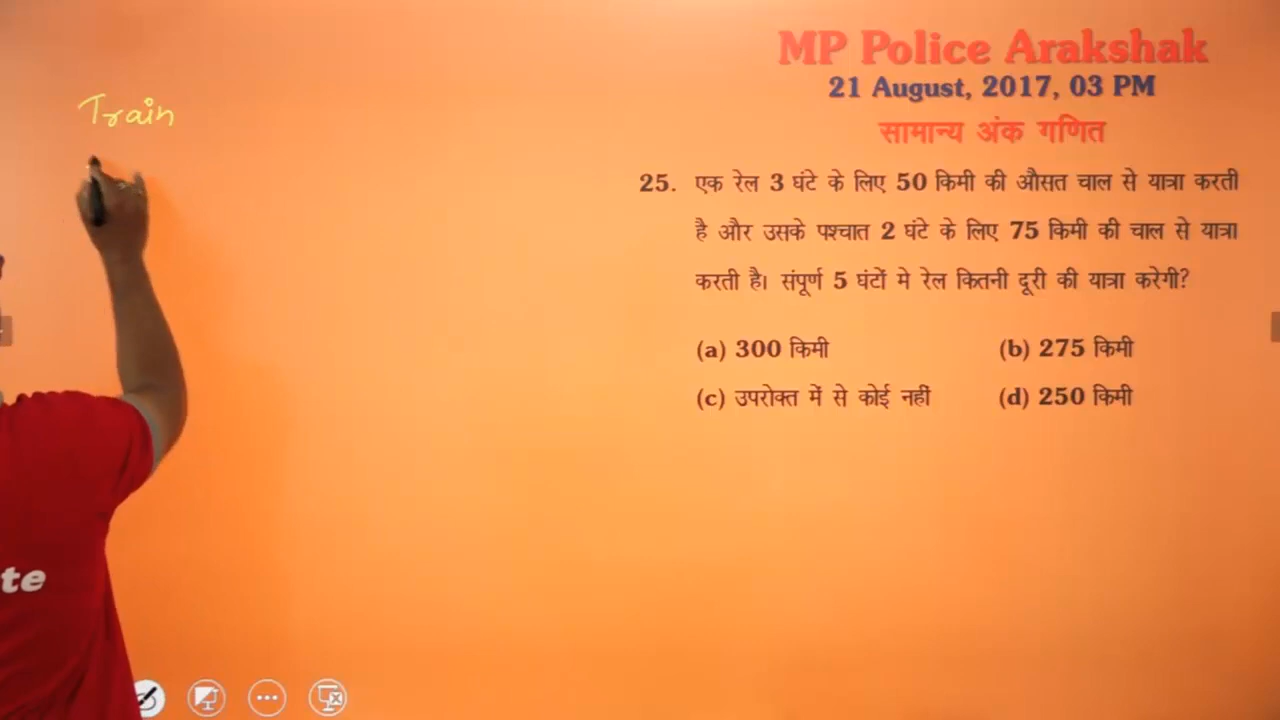 MP Police Arakshak
21 August, 2017, 03 PM
सामान्य अंक गणित
Train
25. एक रेल 3 घंटे के लिए 50 किमी की औसत चाल से यात्रा करती
है और उसके पश्चात 2 घंटे के लिए 75 किमी की चाल से यात्रा
करती है। संपूर्ण 5 घंटों मे रेल कितनी दूरी की यात्रा करेगी?
(a) 300 किमी (b) 275 किमी
(c) उपरोक्त में से कोई नहीं (d) 250 किमी
te